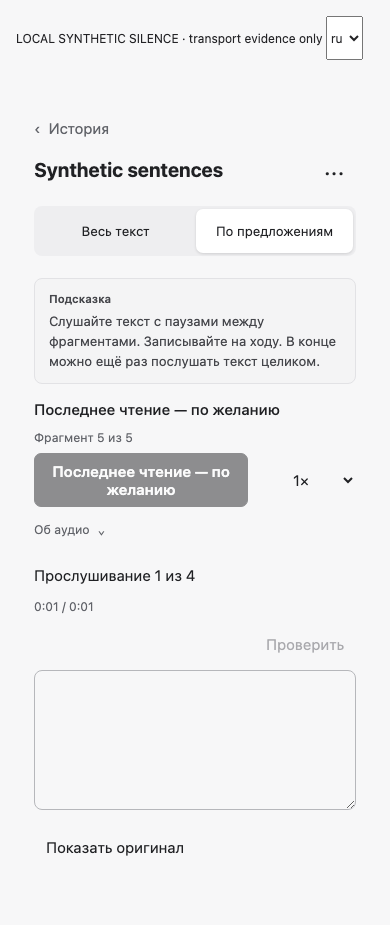 LOCAL SYNTHETIC SILENCE · transport evidence only ru
‹ История
Synthetic sentences ...
Весь текст По предложениям
Подсказка
Слушайте текст с паузами между
фрагментами. Записывайте на ходу. В конце
можно ещё раз послушать текст целиком.
Последнее чтение — по желанию
Фрагмент 5 из 5
Последнее чтение — по
желанию
1×
Об аудио
Прослушивание 1 из 4
0:01 / 0:01
Проверить
Показать оригинал